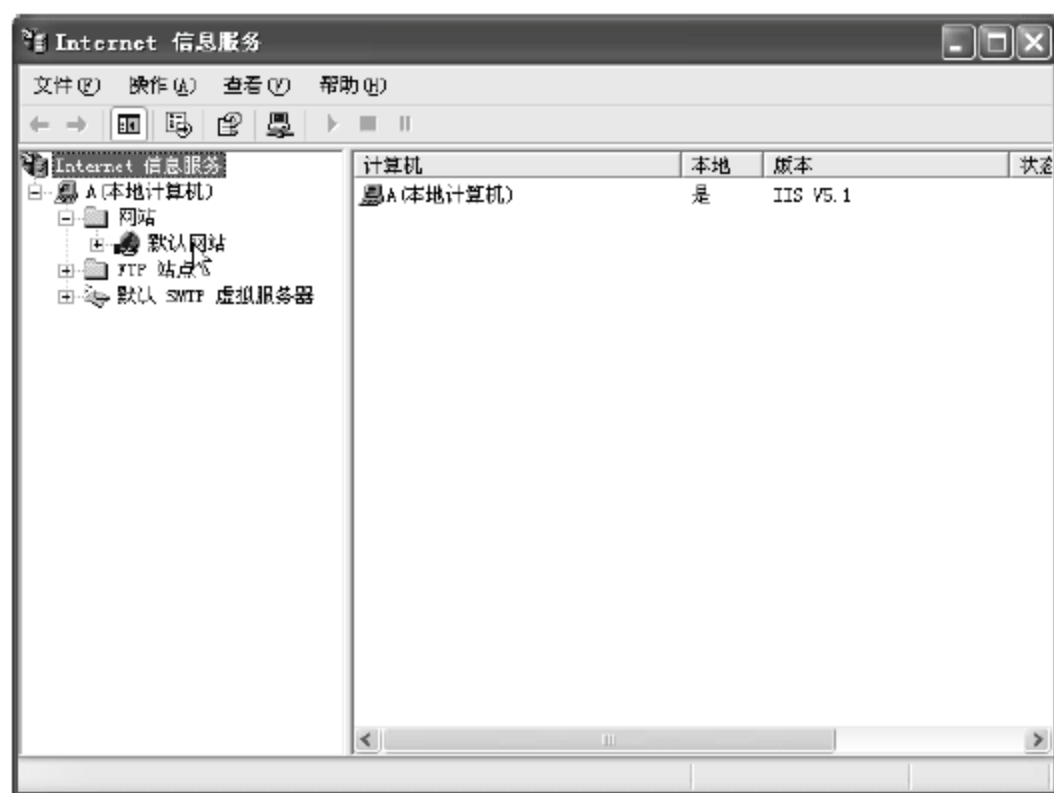 Internet 信息服务
文件(F) 操作(A) 查看(V) 帮助(H)
Internet 信息服务
A(本地计算机)
网站
默认网站
FTP 站点
默认 SMTP 虚拟服务器
计算机 本地 版本 状态
A(本地计算机) 是 IIS V5.1